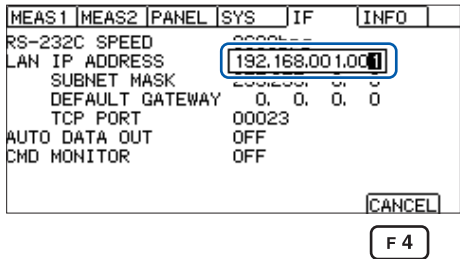 MEAS1 MEAS2 PANEL SYS IF INFO
RS-232C SPEED
LAN IP ADDRESS 192.168.001.001
SUBNET MASK 0
DEFAULT GATEWAY 0. 0. 0. 0
TCP PORT 00023
AUTO DATA OUT OFF
CMD MONITOR OFF
CANCEL
F4